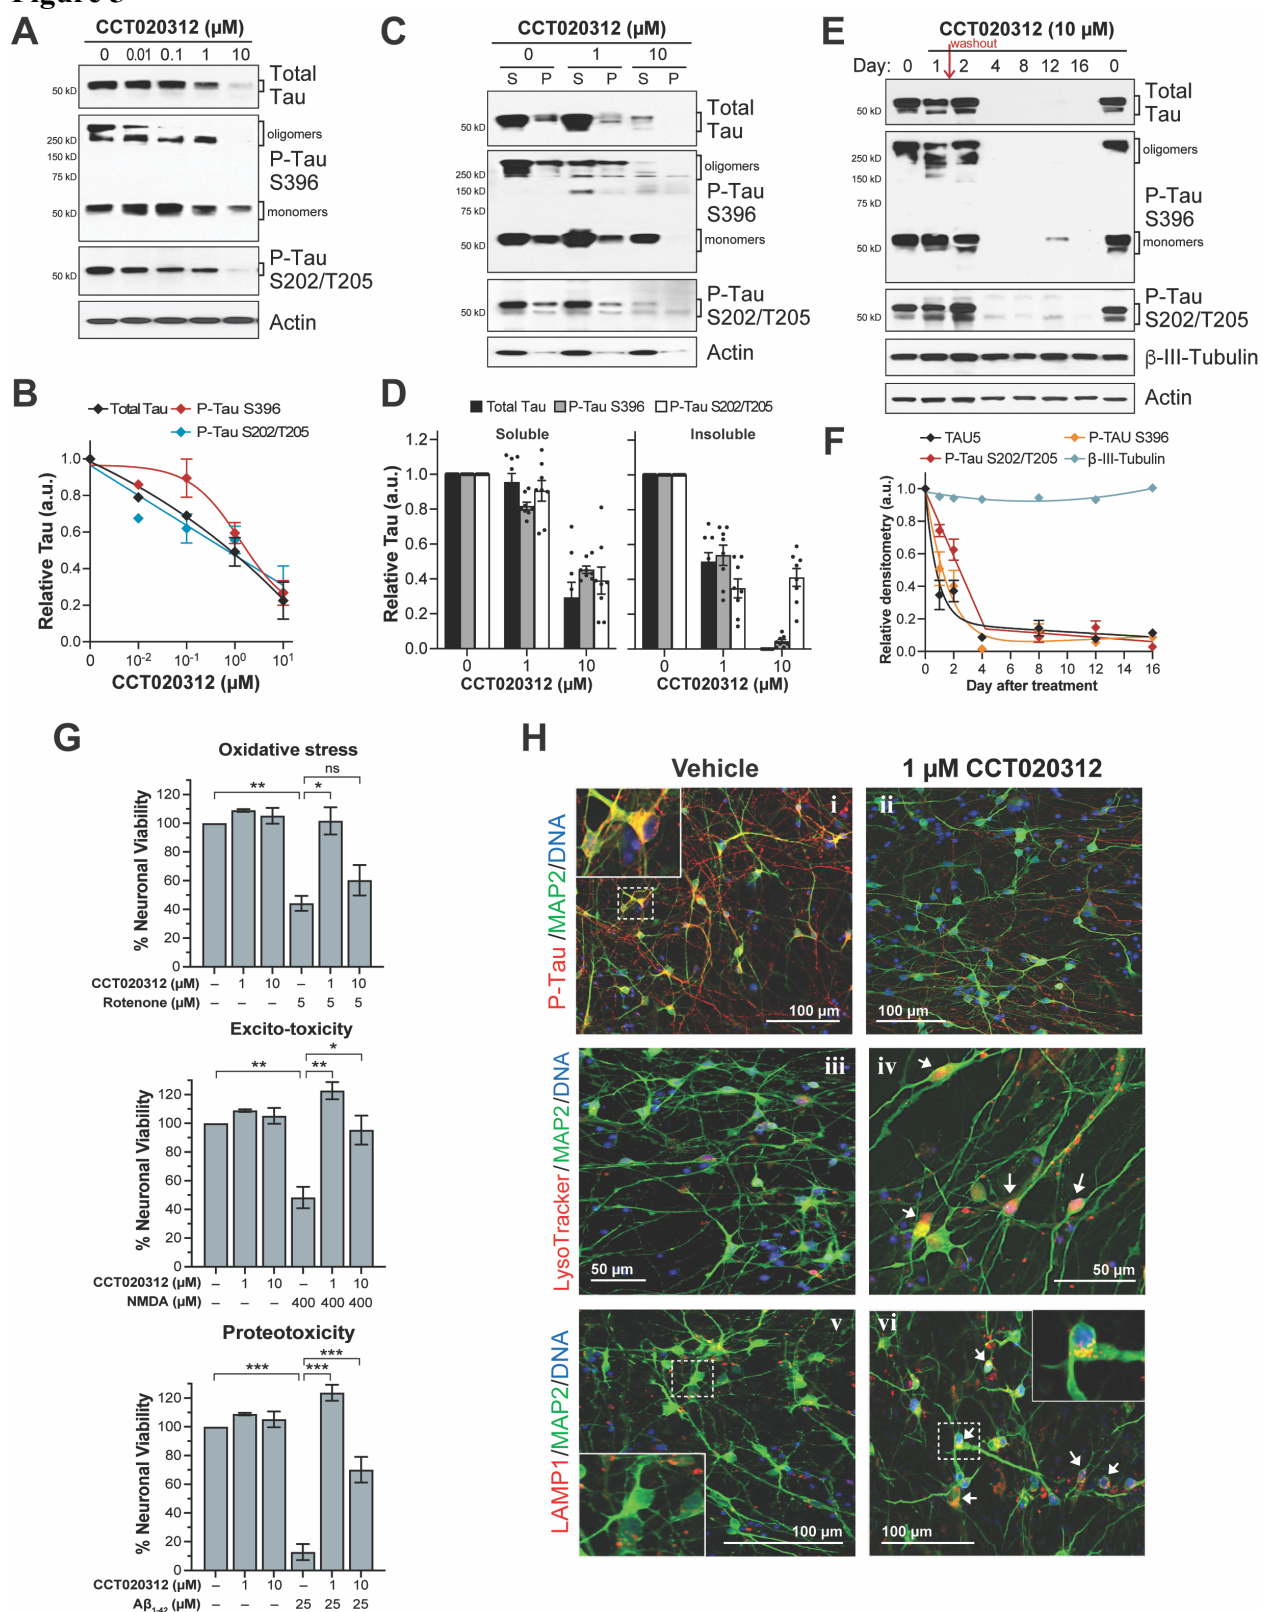 A
CCT020312 (µM)
0 0.01 0.1 1 10
50 kD
Total
Tau
250 kD
150 kD
75 kD
50 kD
oligomers
P-Tau
S396
monomers
50 kD
P-Tau
S202/T205
Actin
B
Total Tau P-Tau S396
P-Tau S202/T205
Relative Tau (a.u.)
1.0
0.8
0.6
0.4
0.2
0.0
0 10-2 10-1 100 101
CCT020312 (µM)
C
CCT020312 (µM)
0 1 10
S P S P S P
50 kD
Total
Tau
250 kD
150 kD
75 kD
50 kD
oligomers
P-Tau
S396
monomers
50 kD
P-Tau
S202/T205
Actin
D
Total Tau P-Tau S396 P-Tau S202/T205
Soluble Insoluble
Relative Tau (a.u.)
1.2
1.0
0.8
0.6
0.4
0.2
0.0
0 1 10 0 1 10
CCT020312 (µM) CCT020312 (µM)
E
CCT020312 (10 µM)
washout
Day: 0 1 2 4 8 12 16 0
50 kD
Total
Tau
250 kD
150 kD
75 kD
50 kD
oligomers
P-Tau
S396
monomers
50 kD
P-Tau
S202/T205
β-III-Tubulin
Actin
F
TAU5 P-TAU S396
P-Tau S202/T205 β-III-Tubulin
Relative densitometry (a.u.)
1.0
0.8
0.6
0.4
0.2
0.0
0 2 4 6 8 10 12 14 16
Day after treatment
G
Oxidative stress
ns
** *
% Neuronal Viability
120
100
80
60
40
20
0
CCT020312 (µM) – 1 10 – 1 10
Rotenone (µM) – – – 5 5 5
Excito-toxicity
*
** **
% Neuronal Viability
120
100
80
60
40
20
0
CCT020312 (µM) – 1 10 – 1 10
NMDA (µM) – – – 400 400 400
Proteotoxicity
***
*** ***
% Neuronal Viability
120
100
80
60
40
20
0
CCT020312 (µM) – 1 10 – 1 10
Aβ1-42 (µM) – – – 25 25 25
H
Vehicle 1 µM CCT020312
P-Tau /MAP2/DNA
i ii
100 µm 100 µm
LysoTracker/MAP2/DNA
iii iv
50 µm 50 µm
LAMP1/MAP2/DNA
v vi
100 µm 100 µm